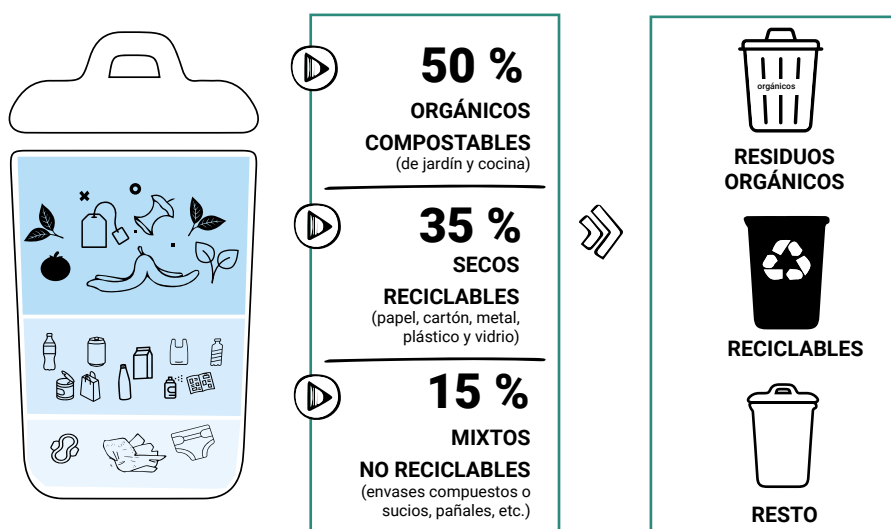 50 %
ORGÁNICOS
COMPOSTABLES
(de jardín y cocina)
35 %
SECOS
RECICLABLES
(papel, cartón, metal,
plástico y vidrio)
15 %
MIXTOS
NO RECICLABLES
(envases compuestos o
sucios, pañales, etc.)
orgánicos
RESIDUOS
ORGÁNICOS
RECICLABLES
RESTO